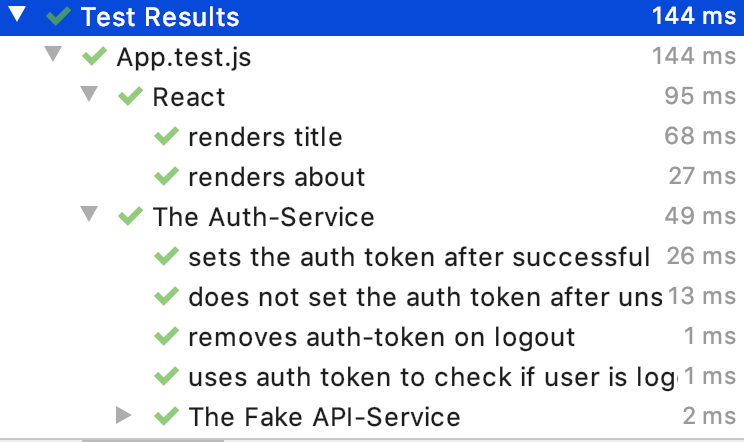 Test Results 144 ms
App.test.js 144 ms
React 95 ms
renders title 68 ms
renders about 27 ms
The Auth-Service 49 ms
sets the auth token after successful 26 ms
does not set the auth token after uns 13 ms
removes auth-token on logout 1 ms
uses auth token to check if user is log 1 ms
The Fake API-Service 2 ms